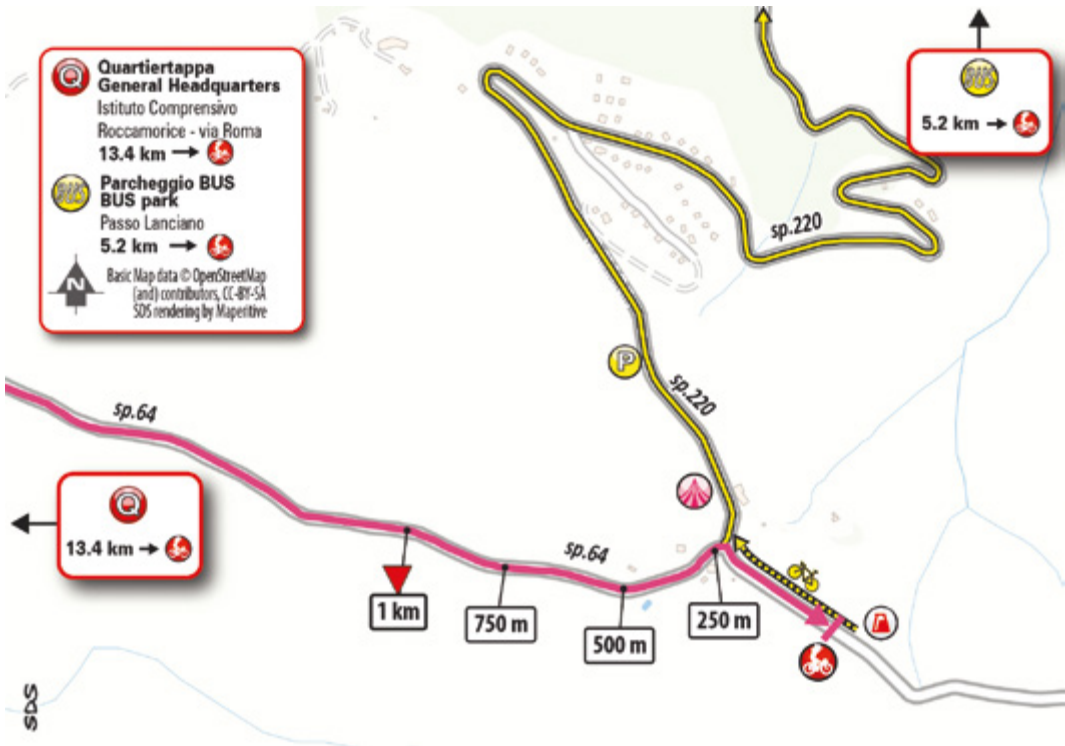 Q
Quartiertappa
General Headquarters
Istituto Comprensivo
Roccamorice - via Roma
13.4 km
BUS
Parcheggio BUS
BUS park
Passo Lanciano
5.2 km
N
Basic Map data © OpenStreetMap
(and) contributors, CC-BY-SA
SDS rendering by Maperitive
BUS
5.2 km
sp.220
P
sp.220
sp.64
Q
13.4 km
sp.64
1 km
750 m
500 m
250 m
SDS